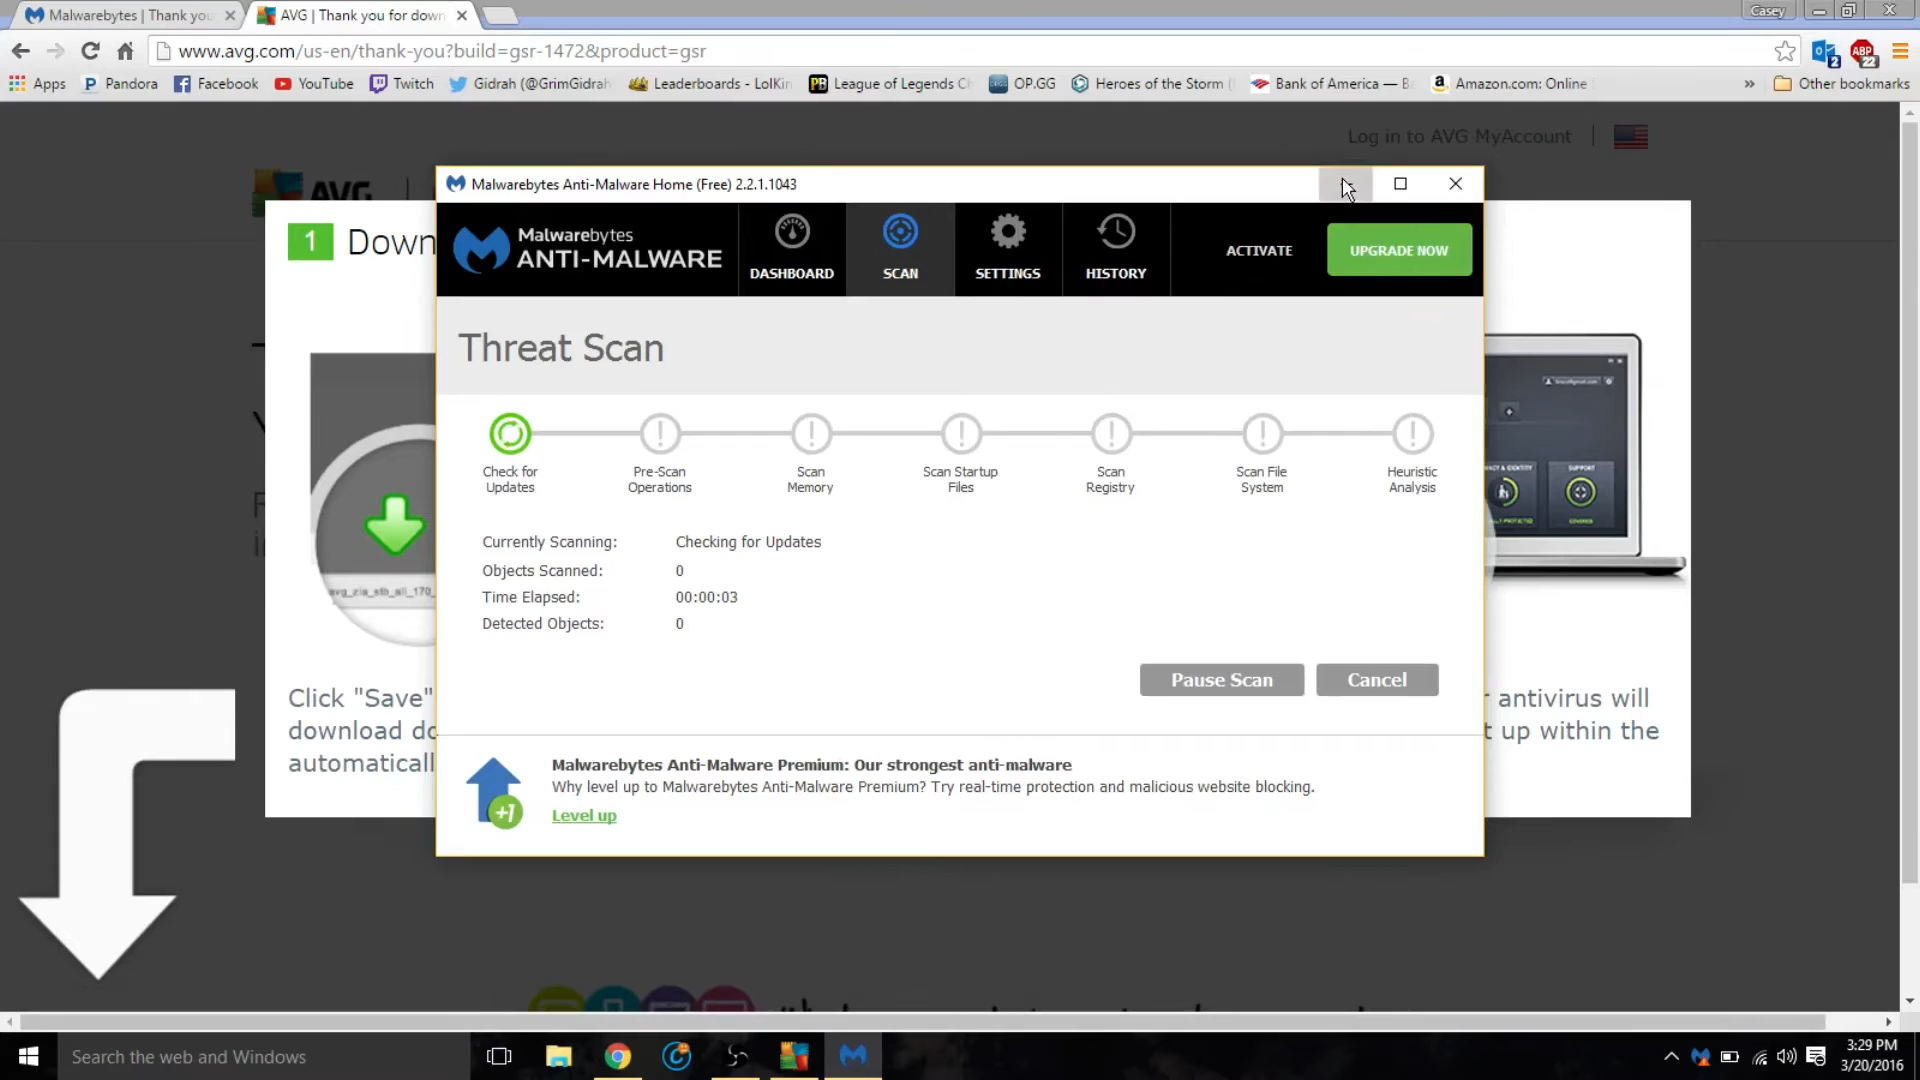 Malwarebytes | Thank you
AVG | Thank you for down
Casey
www.avg.com/us-en/thank-you?build=gsr-1472&product=gsr
2
ABP
22
Apps
Pandora
Facebook
YouTube
Twitch
Gidrah (@GrimGidrah
Leaderboards - LolKin
League of Legends C
OP.GG
Heroes of the Storm (
Bank of America — B
Amazon.com: Online
»
Other bookmarks
Log in to AVG MyAccount
AVG
Malwarebytes Anti-Malware Home (Free) 2.2.1.1043
1 Down
Malwarebytes
ANTI-MALWARE
DASHBOARD
SCAN
SETTINGS
HISTORY
ACTIVATE
UPGRADE NOW
Threat Scan
Check for
Updates
Pre-Scan
Operations
Scan
Memory
Scan Startup
Files
Scan
Registry
Scan File
System
Heuristic
Analysis
SUPPORT
Currently Scanning: Checking for Updates
Objects Scanned: 0
Time Elapsed: 00:00:03
Detected Objects: 0
Pause Scan
Cancel
Click "Save"
download do
automaticall
antivirus will
t up within the
Malwarebytes Anti-Malware Premium: Our strongest anti-malware
Why level up to Malwarebytes Anti-Malware Premium? Try real-time protection and malicious website blocking.
+1
Level up
Search the web and Windows
3:29 PM
3/20/2016